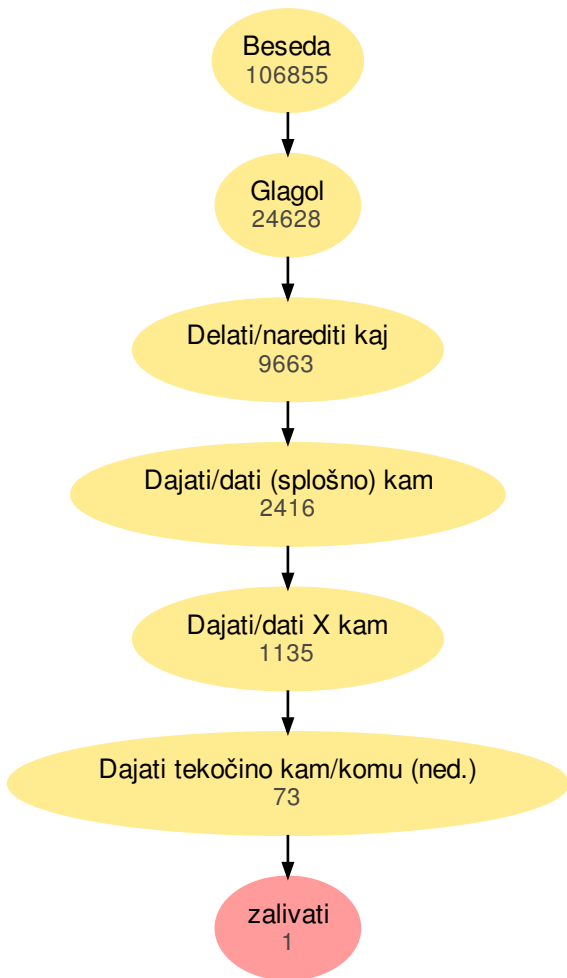 Beseda
106855
Glagol
24628
Delati/narediti kaj
9663
Dajati/dati (splošno) kam
2416
Dajati/dati X kam
1135
Dajati tekočino kam/komu (ned.)
73
zalivati
1